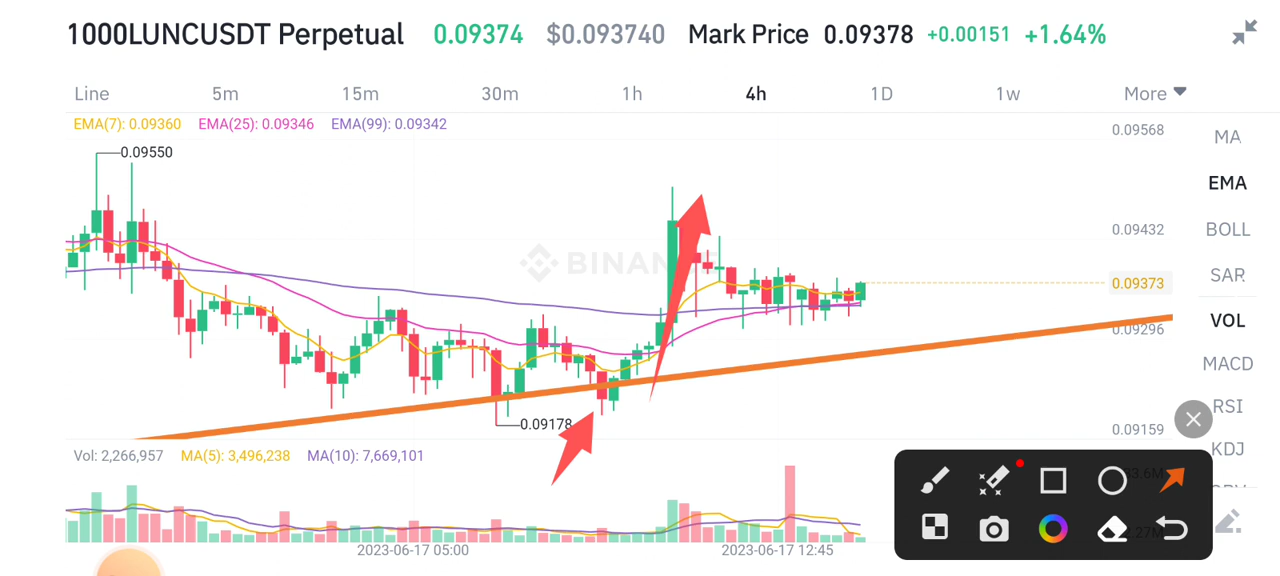 1000LUNCUSDT Perpetual 0.09374 $0.093740 Mark Price 0.09378 +0.00151 +1.64%
Line 5m 15m 30m 1h 4h 1D 1w More
EMA(7): 0.09360 EMA(25): 0.09346 EMA(99): 0.09342
0.09568
MA
0.09550
EMA
0.09432
BOLL
BINAN
SAR
0.09373
VOL
0.09296
MACD
RSI
0.09178
0.09159
KDJ
Vol: 2,266,957 MA(5): 3,496,238 MA(10): 7,669,101
2023-06-17 05:00 2023-06-17 12:45